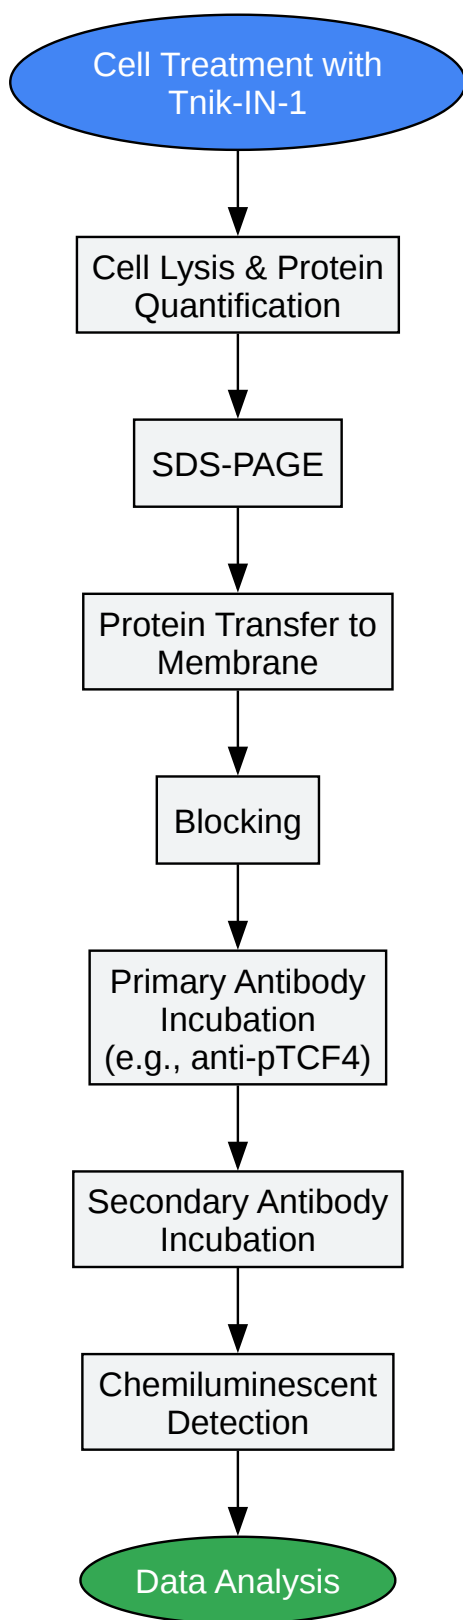 Cell Treatment with
Tnik-IN-1
Cell Lysis & Protein
Quantification
SDS-PAGE
Protein Transfer to
Membrane
Blocking
Primary Antibody
Incubation
(e.g., anti-pTCF4)
Secondary Antibody
Incubation
Chemiluminescent
Detection
Data Analysis